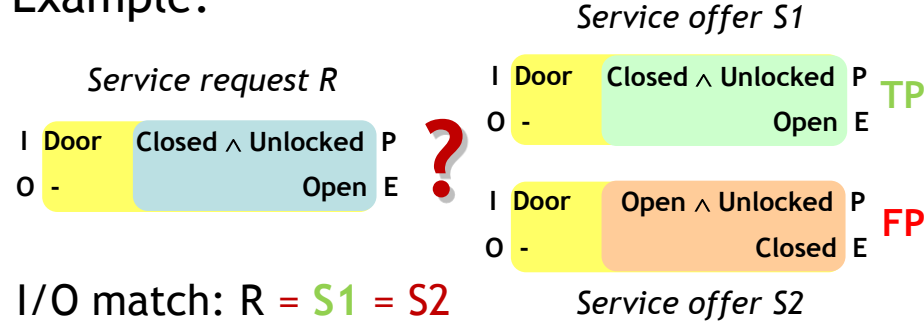 Example:
Service request R
I Door Closed ∧ Unlocked P
O - Open E
?
Service offer S1
I Door Closed ∧ Unlocked P
O - Open E
TP
I Door Open ∧ Unlocked P
O - Closed E
FP
Service offer S2
I/O match: R = S1 = S2